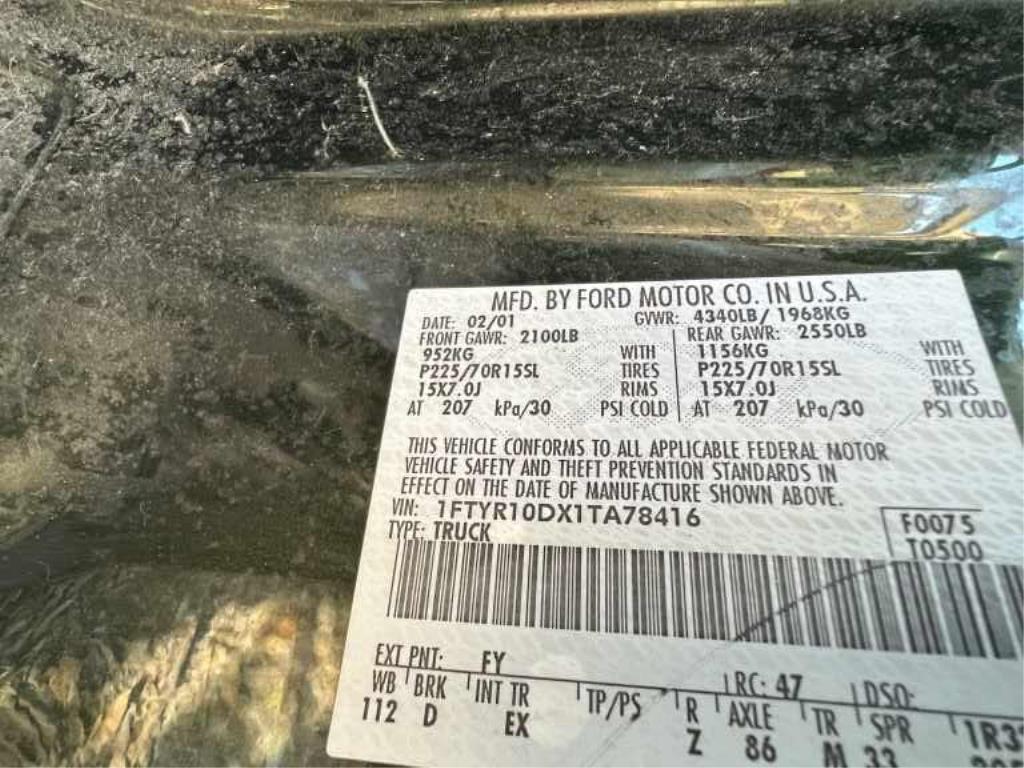 MFD. BY FORD MOTOR CO. IN U.S.A.
DATE: 02/01 GVWR: 4340LB/ 1968KG
FRONT GAWR: 2100LB REAR GAWR: 2550LB
952KG WITH 1156KG WITH
P225/70R15SL TIRES P225/70R15SL TIRES
15X7.0J RIMS 15X7.0J RIMS
AT 207 kPa/30 PSI COLD AT 207 kPa/30 PSI COLD
THIS VEHICLE CONFORMS TO ALL APPLICABLE FEDERAL MOTOR
VEHICLE SAFETY AND THEFT PREVENTION STANDARDS IN
EFFECT ON THE DATE OF MANUFACTURE SHOWN ABOVE.
VIN: 1FTYR10DX1TA78416
TYPE: TRUCK
F0075
T0500
EXT PNT: FY RC: 47 DSO:
WB BRK INT TR TP/PS R AXLE TR SPR
112 D EX Z 86 M 33